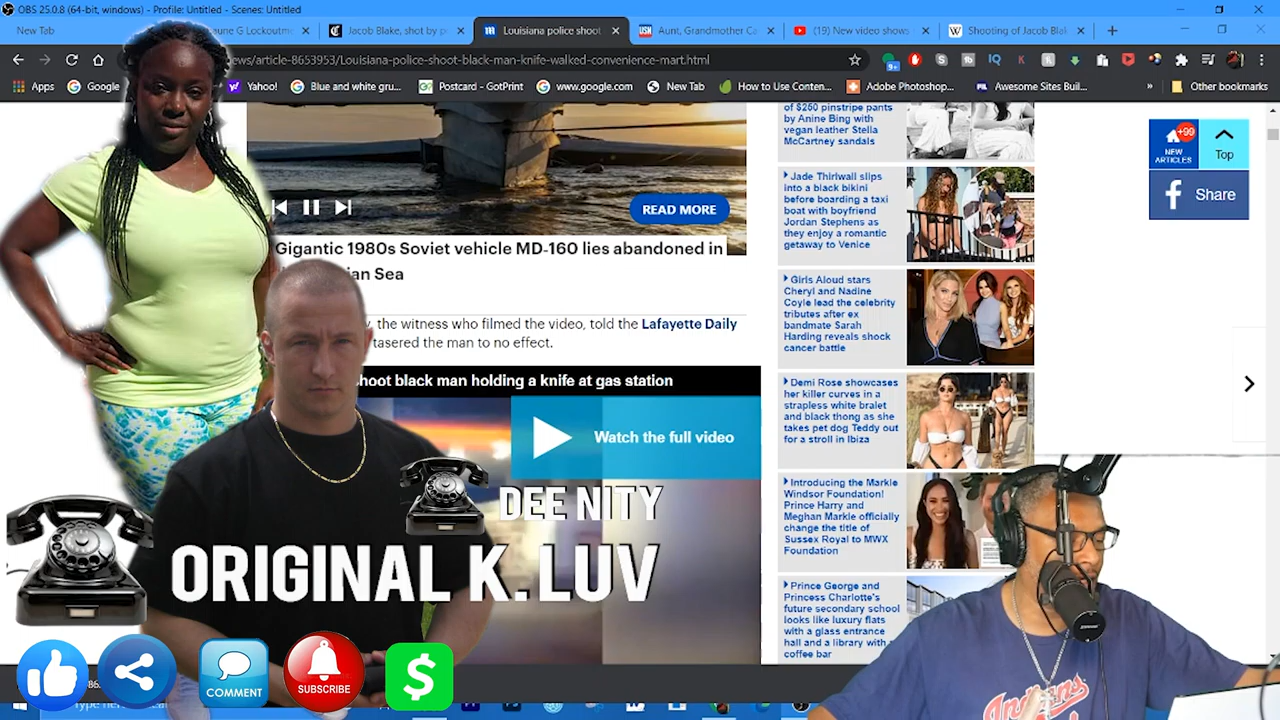 OBS 25.0.8 (64-bit, windows) - Profile: Untitled - Scenes: Untitled
New Tab
Jacob Blake, shot by p
Louisiana police shoot
USN
Aunt, Grandmother Ca
(19) New video shows
W Shooting of Jacob Bla
ews/article-8653953/Louisiana-police-shoot-black-man-knife-walked-convenience-mart.html
Apps
Google
Yahoo!
Blue and white gru...
Postcard - GotPrint
www.google.com
New Tab
How to Use Conten...
Adobe Photoshop...
Awesome Sites Buil...
»
Other bookmarks
READ MORE
Gigantic 1980s Soviet vehicle MD-160 lies abandoned in
an Sea
the witness who filmed the video, told the Lafayette Daily
tasered the man to no effect.
hoot black man holding a knife at gas station
Watch the full video
DEE NITY
ORIGINAL K. LUV
COMMENT
SUBSCRIBE
$
of $250 pinstripe pants
by Anine Bing with
vegan leather Stella
McCartney sandals
Jade Thirlwall slips
into a black bikini
before boarding a taxi
boat with boyfriend
Jordan Stephens as
they enjoy a romantic
getaway to Venice
Girls Aloud stars
Cheryl and Nadine
Coyle lead the celebrity
tributes after ex
bandmate Sarah
Harding reveals shock
cancer battle
Demi Rose showcases
her killer curves in a
strapless white bralet
and black thong as she
takes pet dog Teddy out
for a stroll in Ibiza
Introducing the Markle
Windsor Foundation!
Prince Harry and
Meghan Markle officially
change the title of
Sussex Royal to MWX
Foundation
Prince George and
Princess Charlotte's
future secondary school
looks like luxury flats
with a glass entrance
hall and a library with
coffee bar
+99
NEW
ARTICLES
Top
f Share
Indians